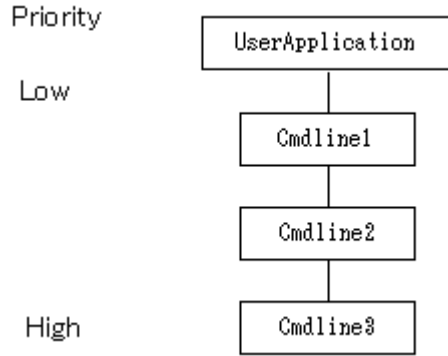 Priority
UserApplication
Low
Cmdline1
Cmdline2
High
Cmdline3